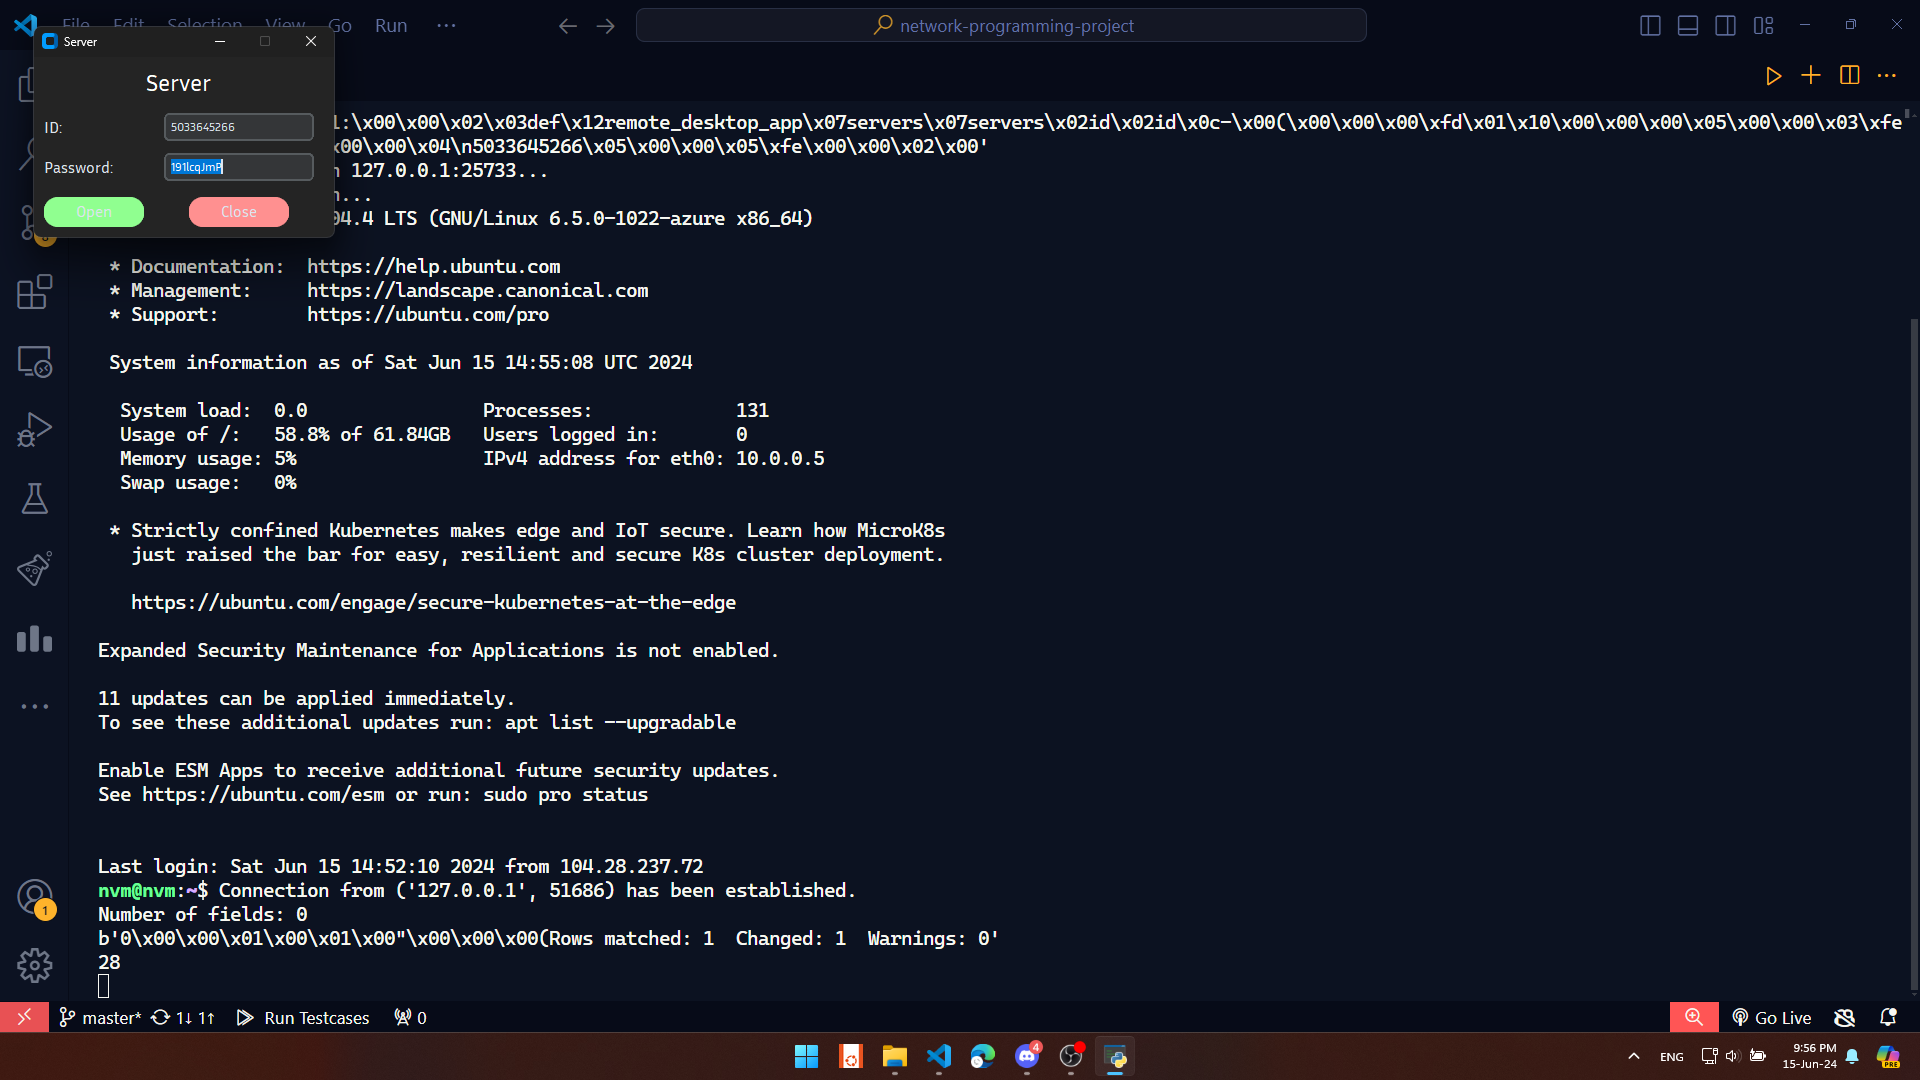 File Edit Selection View Go Run ···
network-programming-project
Server
Server
ID:
5033645266
Password:
191lcqJmP
Open
Close
:\x00\x00\x02\x03def\x12remote_desktop_app\x07servers\x07servers\x02id\x02id\x0c-\x00(\x00\x00\x00\xfd\x01\x10\x00\x00\x00\x05\x00\x00\x03\xfe
x00\x00\x04\n5033645266\x05\x00\x00\x05\xfe\x00\x00\x02\x00'
127.0.0.1:25733...
...
04.4 LTS (GNU/Linux 6.5.0-1022-azure x86_64)
* Documentation: https://help.ubuntu.com
* Management: https://landscape.canonical.com
* Support: https://ubuntu.com/pro
System information as of Sat Jun 15 14:55:08 UTC 2024
System load: 0.0 Processes: 131
Usage of /: 58.8% of 61.84GB Users logged in: 0
Memory usage: 5% IPv4 address for eth0: 10.0.0.5
Swap usage: 0%
* Strictly confined Kubernetes makes edge and IoT secure. Learn how MicroK8s
just raised the bar for easy, resilient and secure K8s cluster deployment.
https://ubuntu.com/engage/secure-kubernetes-at-the-edge
Expanded Security Maintenance for Applications is not enabled.
11 updates can be applied immediately.
To see these additional updates run: apt list --upgradable
Enable ESM Apps to receive additional future security updates.
See https://ubuntu.com/esm or run: sudo pro status
Last login: Sat Jun 15 14:52:10 2024 from 104.28.237.72
nvm@nvm:~$ Connection from ('127.0.0.1', 51686) has been established.
Number of fields: 0
b'0\x00\x00\x01\x00\x01\x00"\x00\x00\x00(Rows matched: 1 Changed: 1 Warnings: 0'
28
1
master* 1↓ 1↑ Run Testcases 0
Go Live
4
ENG
9:56 PM
15-Jun-24
PRE